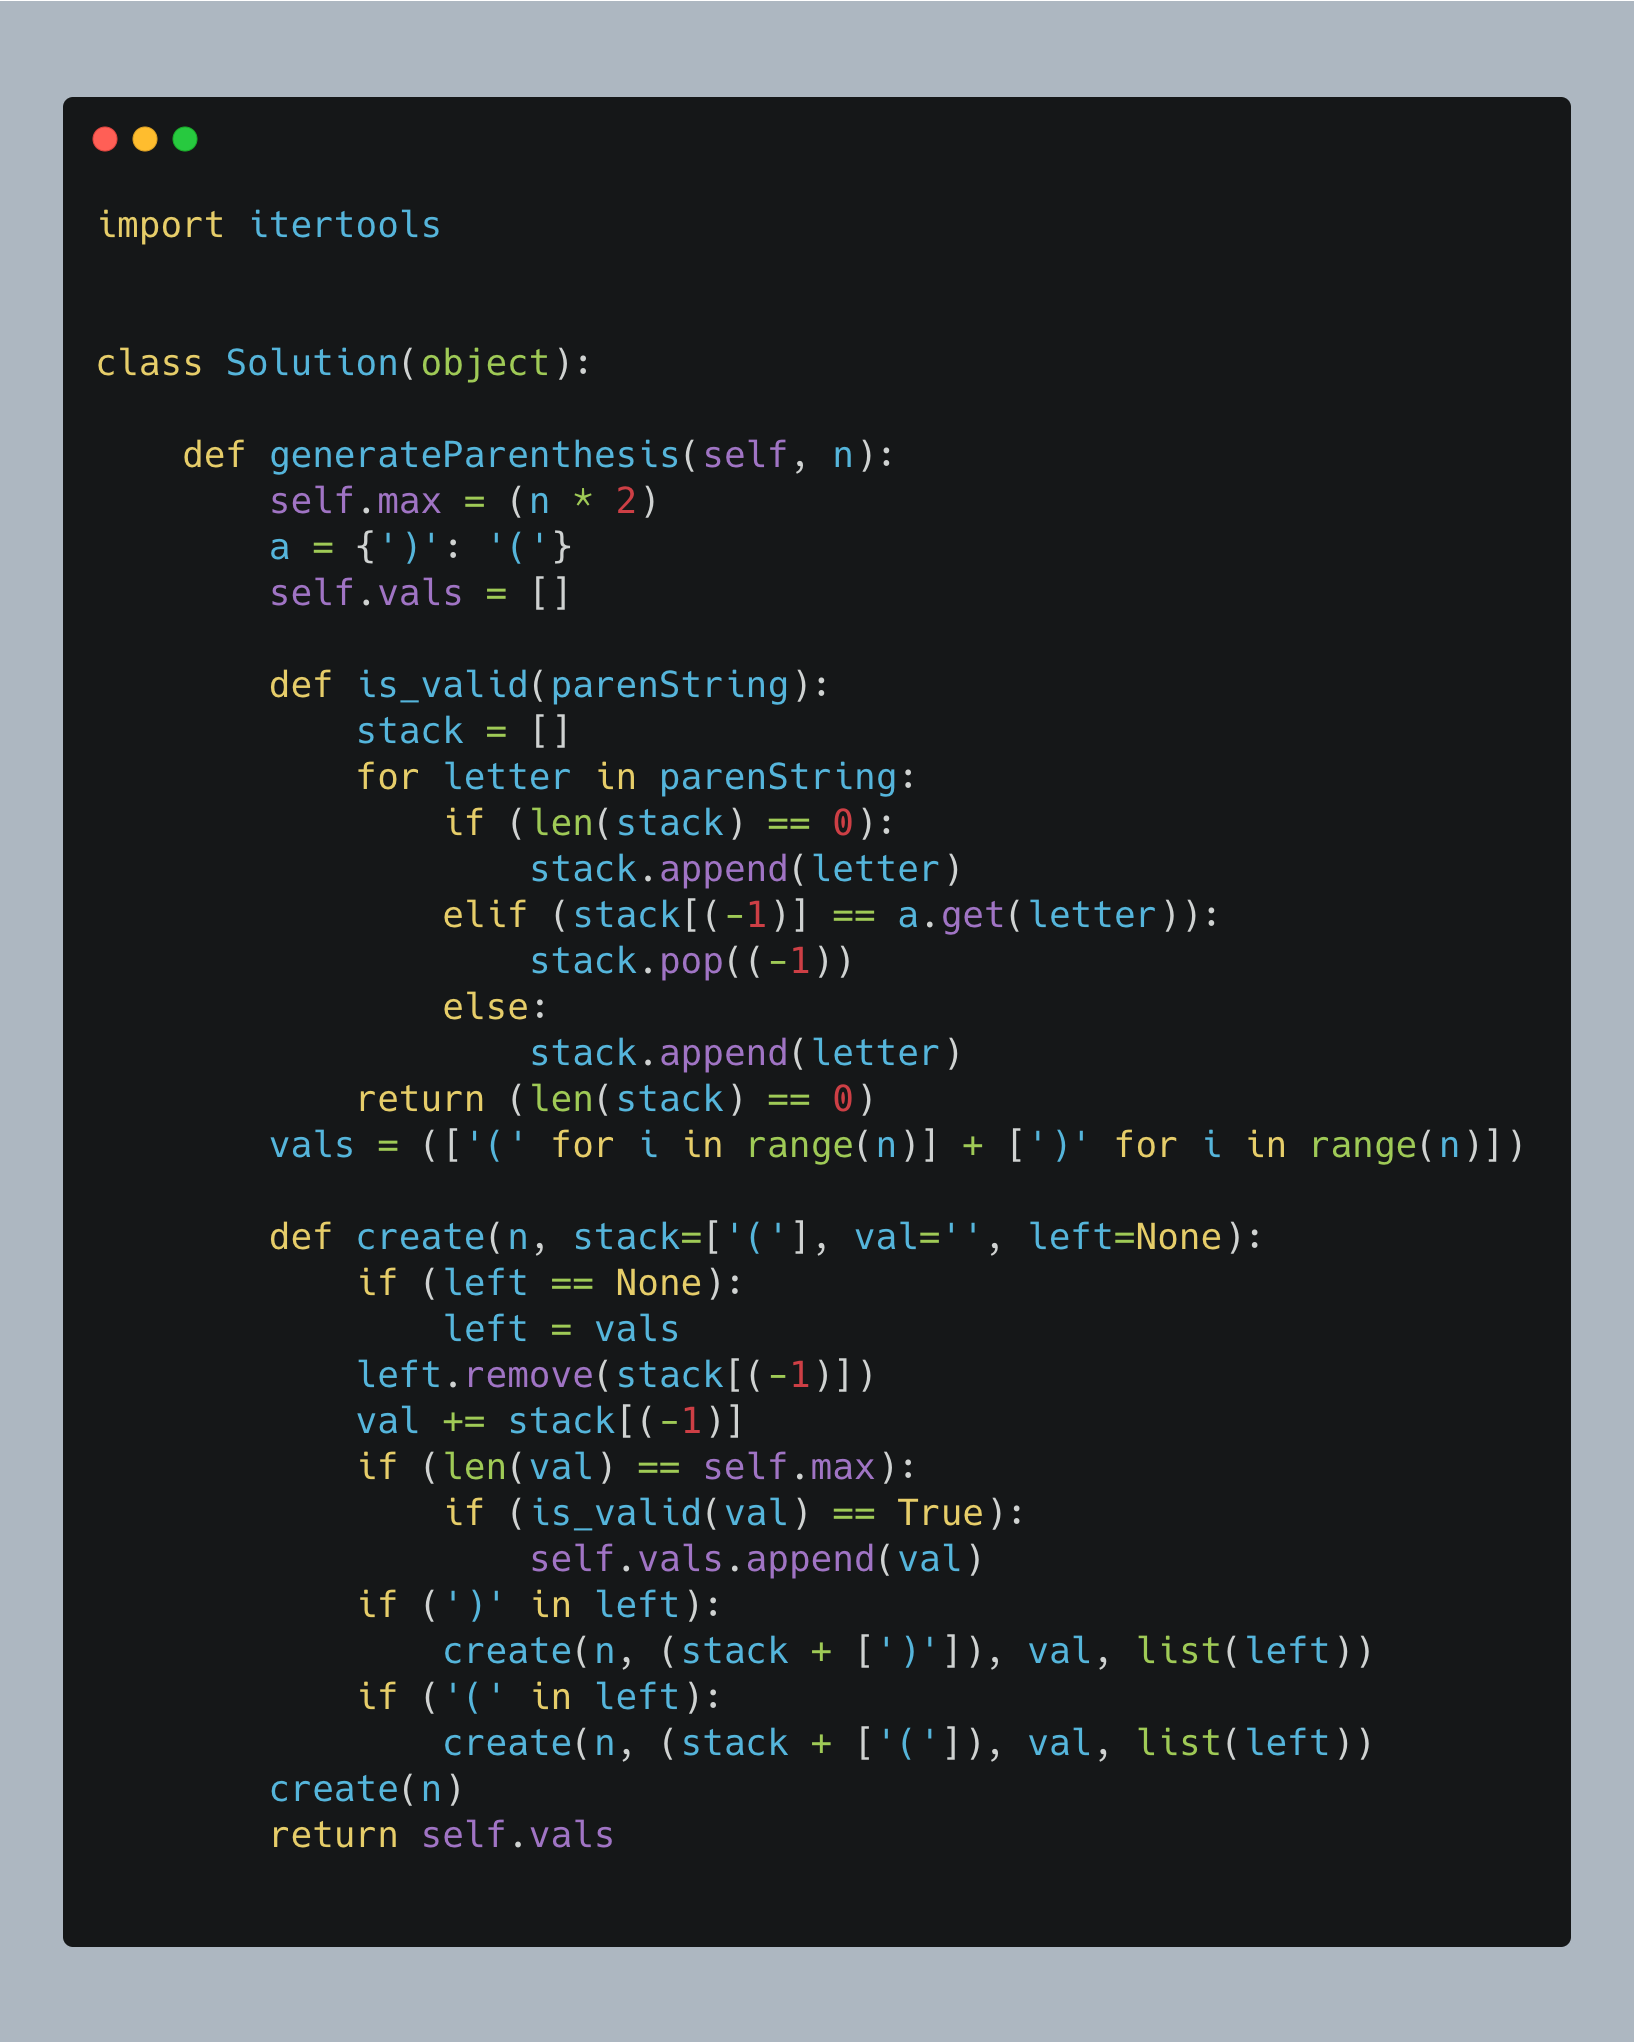 import itertools
class Solution(object):
    def generateParenthesis(self, n):
        self.max = (n * 2)
        a = {')': '('}
        self.vals = []
        def is_valid(parenString):
            stack = []
            for letter in parenString:
                if (len(stack) == 0):
                    stack.append(letter)
                elif (stack[(-1)] == a.get(letter)):
                    stack.pop((-1))
                else:
                    stack.append(letter)
            return (len(stack) == 0)
        vals = (['(' for i in range(n)] + [')' for i in range(n)])
        def create(n, stack=['('], val='', left=None):
            if (left == None):
                left = vals
            left.remove(stack[(-1)])
            val += stack[(-1)]
            if (len(val) == self.max):
                if (is_valid(val) == True):
                    self.vals.append(val)
            if (')' in left):
                create(n, (stack + [')']), val, list(left))
            if ('(' in left):
                create(n, (stack + ['(']), val, list(left))
        create(n)
        return self.vals